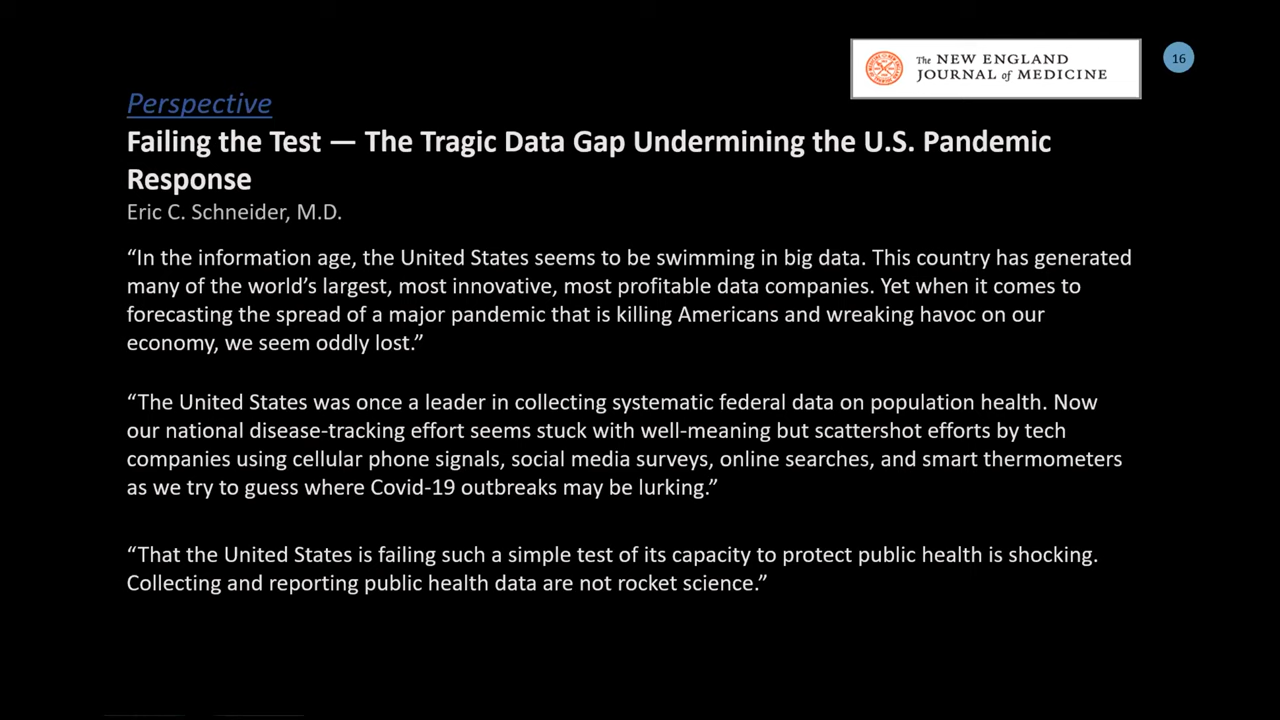 The NEW ENGLAND
JOURNAL of MEDICINE
16
Perspective
Failing the Test — The Tragic Data Gap Undermining the U.S. Pandemic
Response
Eric C. Schneider, M.D.
“In the information age, the United States seems to be swimming in big data. This country has generated
many of the world’s largest, most innovative, most profitable data companies. Yet when it comes to
forecasting the spread of a major pandemic that is killing Americans and wreaking havoc on our
economy, we seem oddly lost.”
“The United States was once a leader in collecting systematic federal data on population health. Now
our national disease-tracking effort seems stuck with well-meaning but scattershot efforts by tech
companies using cellular phone signals, social media surveys, online searches, and smart thermometers
as we try to guess where Covid-19 outbreaks may be lurking.”
“That the United States is failing such a simple test of its capacity to protect public health is shocking.
Collecting and reporting public health data are not rocket science.”